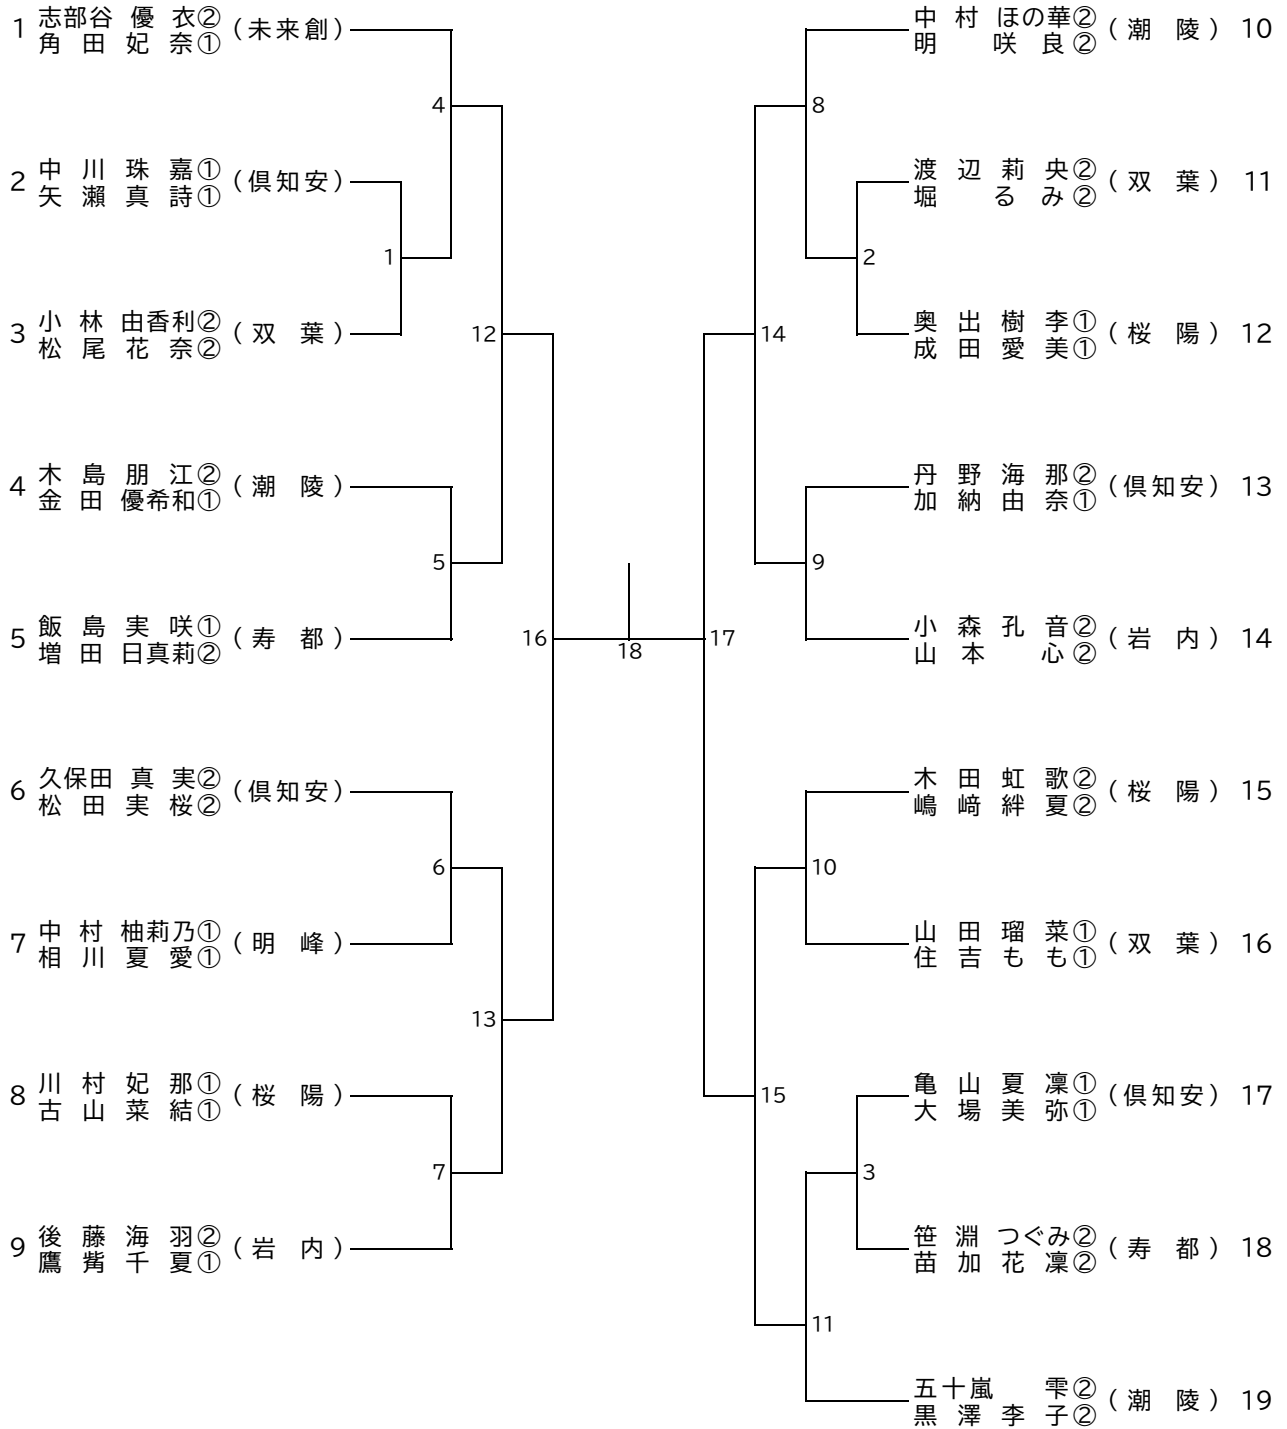 1 志部谷 優 衣② (未来創)
角 田 妃 奈①
4
2 中 川 珠 嘉① (倶知安)
矢 瀨 真 詩①
1
3 小 林 由香利② ( 双 葉 )
松 尾 花 奈②
12
4 木 島 朋 江② ( 潮 陵 )
金 田 優希和①
5
5 飯 島 実 咲① ( 寿 都 )
増 田 日真莉②
16
6 久保田 真 実② (倶知安)
松 田 実 桜②
6
7 中 村 柚莉乃① ( 明 峰 )
相 川 夏 愛①
13
8 川 村 妃 那① ( 桜 陽 )
古 山 菜 結①
7
9 後 藤 海 羽② ( 岩 内 )
鷹 觜 千 夏①
18
中 村 ほの華② ( 潮 陵 ) 10
明 咲 良②
8
渡 辺 莉 央② ( 双 葉 ) 11
堀 る み②
2
奥 出 樹 李① ( 桜 陽 ) 12
成 田 愛 美①
14
丹 野 海 那② (倶知安) 13
加 納 由 奈①
9
小 森 孔 音② ( 岩 内 ) 14
山 本 心②
17
木 田 虹 歌② ( 桜 陽 ) 15
嶋 﨑 絆 夏②
10
山 田 瑠 菜① ( 双 葉 ) 16
住 吉 も も①
15
亀 山 夏 凜① (倶知安) 17
大 場 美 弥①
3
笹 淵 つぐみ② ( 寿 都 ) 18
苗 加 花 凜②
11
五十嵐 雫② ( 潮 陵 ) 19
黒 澤 李 子②